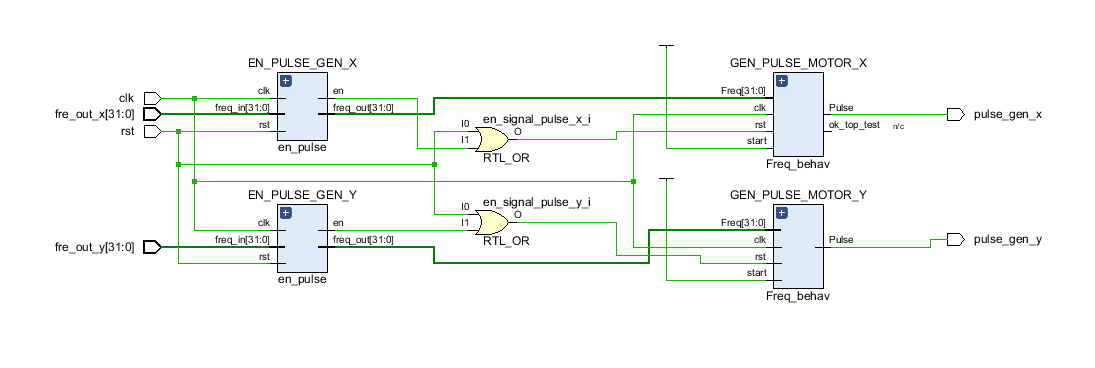 EN_PULSE_GEN_X
GEN_PULSE_MOTOR_X
clk
fre_out_x[31:0]
rst
clk
freq_in[31:0]
rst
en
freq_out[31:0]
en_pulse
I0
I1
en_signal_pulse_x_i
O
RTL_OR
Freq[31:0]
clk
rst
start
Pulse
ok_top_test
n/c
Freq_behav
pulse_gen_x
EN_PULSE_GEN_Y
GEN_PULSE_MOTOR_Y
fre_out_y[31:0]
clk
freq_in[31:0]
rst
en
freq_out[31:0]
en_pulse
I0
I1
en_signal_pulse_y_i
O
RTL_OR
Freq[31:0]
clk
rst
start
Pulse
Freq_behav
pulse_gen_y